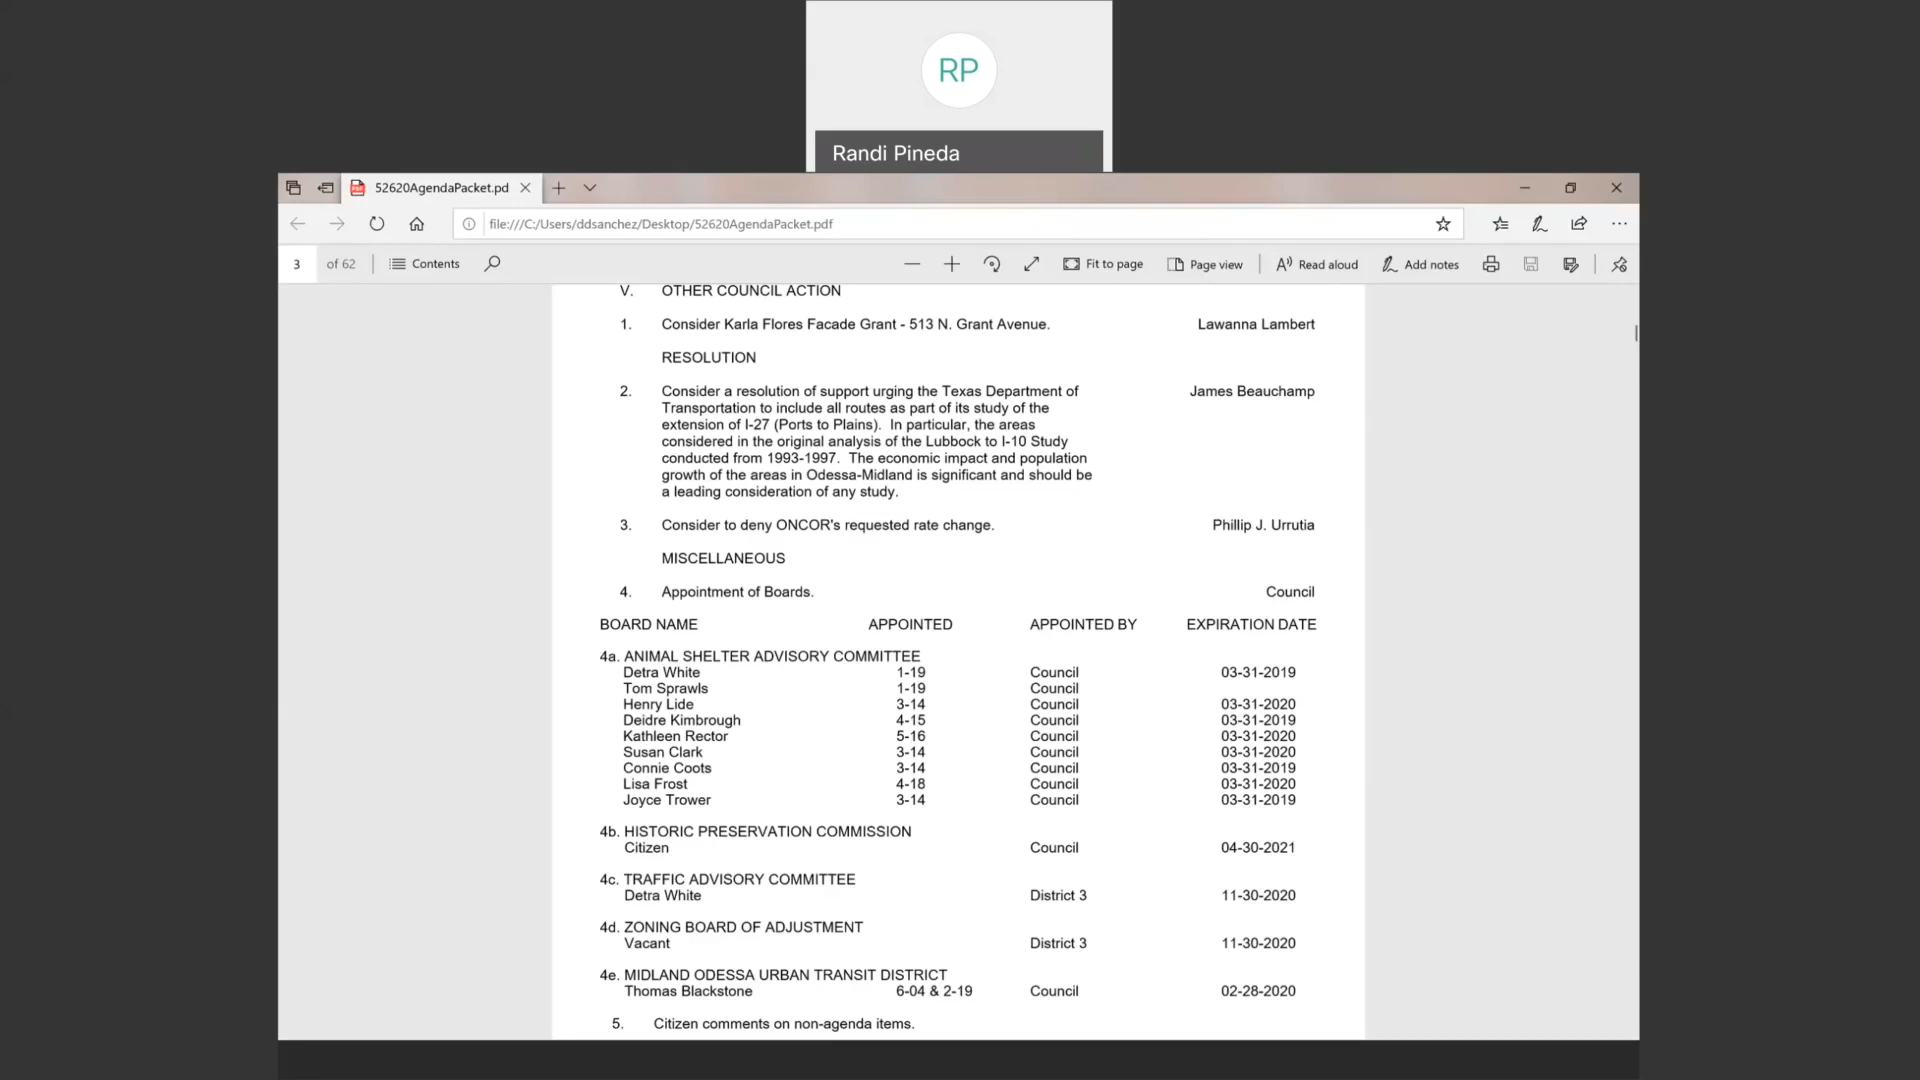 RP
Randi Pineda
52620AgendaPacket.pd
file:///C:/Users/ddsanchez/Desktop/52620AgendaPacket.pdf
3 of 62 Contents Fit to page Page view Read aloud Add notes
V. OTHER COUNCIL ACTION
1. Consider Karla Flores Facade Grant - 513 N. Grant Avenue. Lawanna Lambert
RESOLUTION
2. Consider a resolution of support urging the Texas Department of James Beauchamp
Transportation to include all routes as part of its study of the
extension of I-27 (Ports to Plains). In particular, the areas
considered in the original analysis of the Lubbock to I-10 Study
conducted from 1993-1997. The economic impact and population
growth of the areas in Odessa-Midland is significant and should be
a leading consideration of any study.
3. Consider to deny ONCOR's requested rate change. Phillip J. Urrutia
MISCELLANEOUS
4. Appointment of Boards. Council
BOARD NAME APPOINTED APPOINTED BY EXPIRATION DATE
4a. ANIMAL SHELTER ADVISORY COMMITTEE
Detra White 1-19 Council 03-31-2019
Tom Sprawls 1-19 Council
Henry Lide 3-14 Council 03-31-2020
Deidre Kimbrough 4-15 Council 03-31-2019
Kathleen Rector 5-16 Council 03-31-2020
Susan Clark 3-14 Council 03-31-2020
Connie Coots 3-14 Council 03-31-2019
Lisa Frost 4-18 Council 03-31-2020
Joyce Trower 3-14 Council 03-31-2019
4b. HISTORIC PRESERVATION COMMISSION
Citizen Council 04-30-2021
4c. TRAFFIC ADVISORY COMMITTEE
Detra White District 3 11-30-2020
4d. ZONING BOARD OF ADJUSTMENT
Vacant District 3 11-30-2020
4e. MIDLAND ODESSA URBAN TRANSIT DISTRICT
Thomas Blackstone 6-04 & 2-19 Council 02-28-2020
5. Citizen comments on non-agenda items.